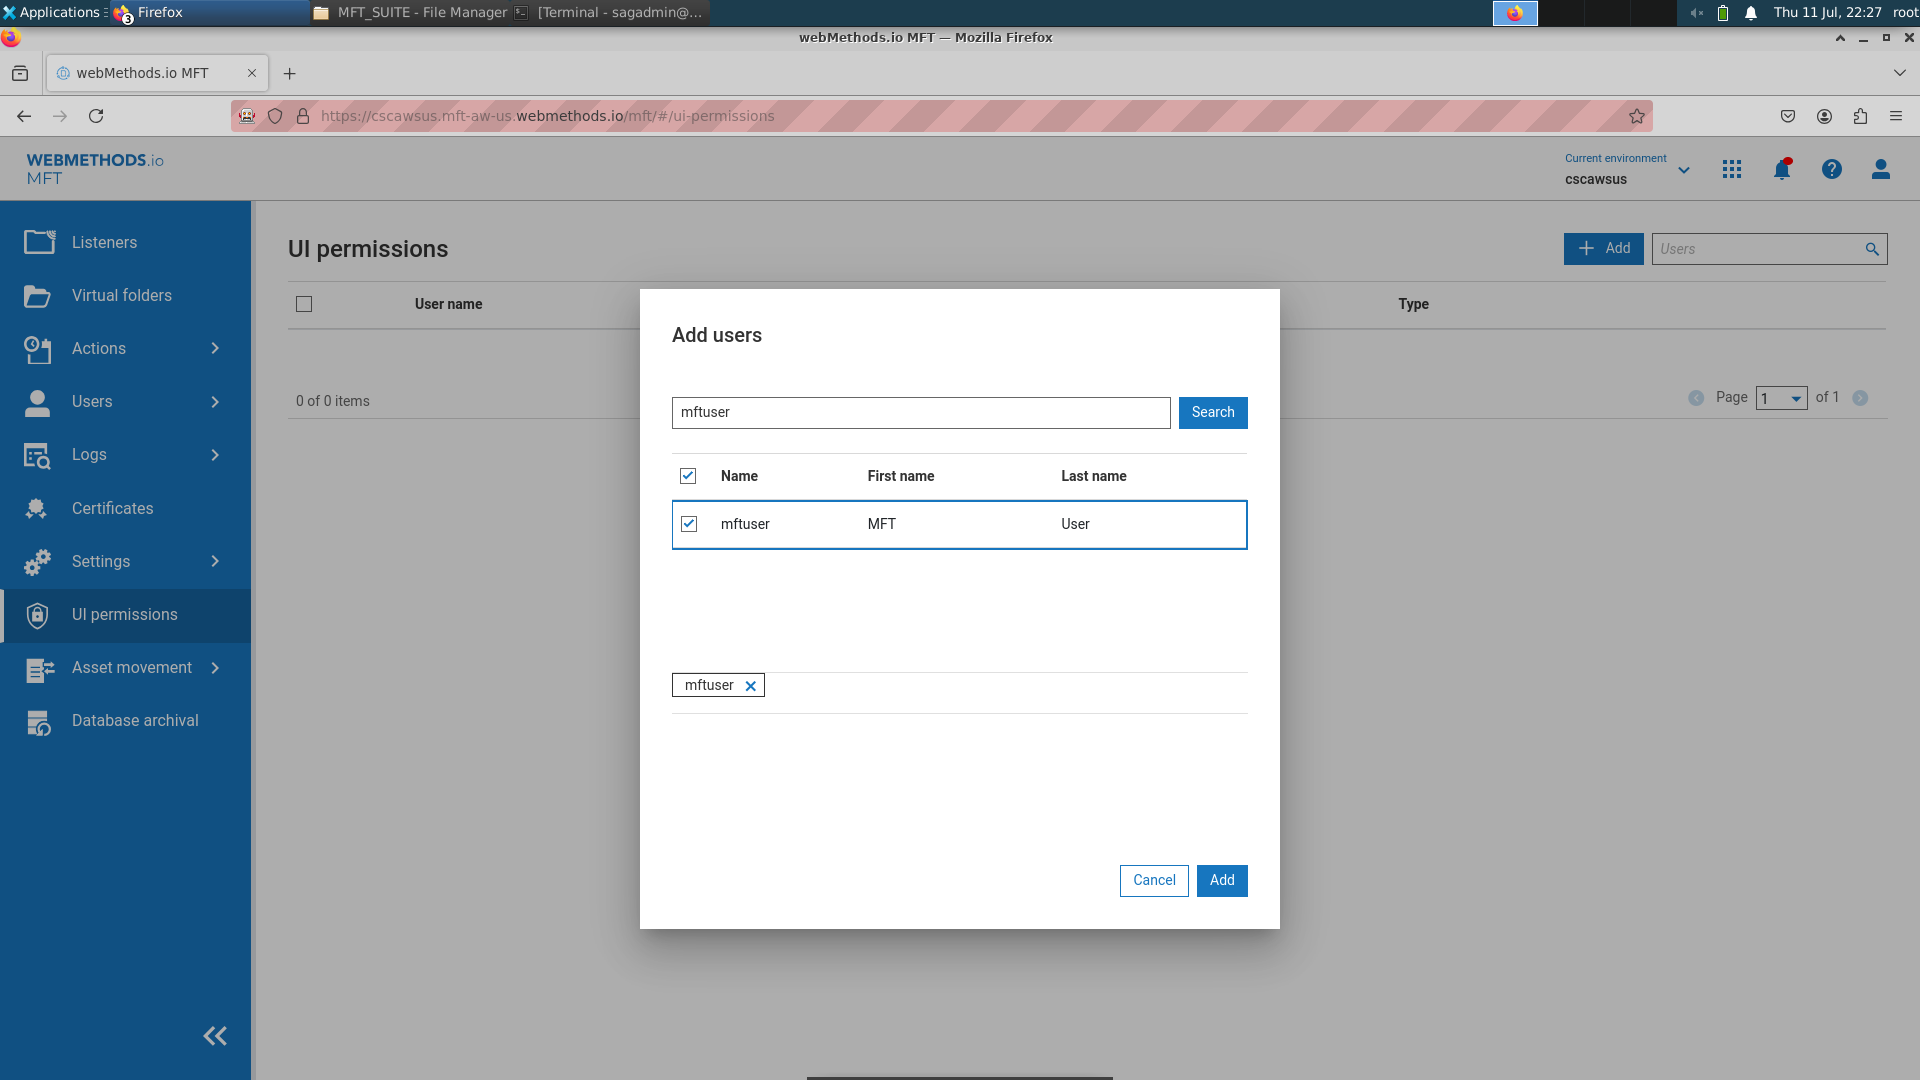 Applications
3
Firefox
MFT_SUITE - File Manager
[Terminal - sagadmin@...
Thu 11 Jul, 22:27
root
webMethods.io MFT — Mozilla Firefox
webMethods.io MFT
https://cscawsus.mft-aw-us.webmethods.io/mft/#/ui-permissions
WEBMETHODS.io
MFT
Current environment
cscawsus
Listeners
Virtual folders
Actions
Users
Logs
Certificates
Settings
UI permissions
Asset movement
Database archival
UI permissions
Add
Users
User name
Type
0 of 0 items
Page 1 of 1
Add users
mftuser
Search
Name First name Last name
mftuser MFT User
mftuser
Cancel
Add